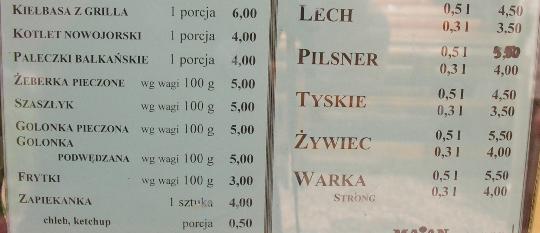 KIEŁBASA Z GRILLA 1 porcja 6,00
KOTLET NOWOJORSKI 1 porcja 4,00
PAŁECZKI BAŁKAŃSKIE 1 porcja 4,00
ŻEBERKA PIECZONE wg wagi 100 g 5,00
SZASZŁYK wg wagi 100 g 5,00
GOLONKA PIECZONA wg wagi 100 g 5,00
GOLONKA
PODWĘDZANA wg wagi 100 g 5,00
FRYTKI wg wagi 100 g 3,00
ZAPIEKANKA 1 sztuka 4,00
chleb, ketchup porcja 0,50
LECH 0,5 l 4,50
0,3 l 3,50
PILSNER 0,5 l 5,50
0,3 l 4,00
TYSKIE 0,5 l 4,50
0,3 l 3,50
ŻYWIEC 0,5 l 5,50
0,3 l 4,00
WARKA 0,5 l 5,50
STRONG 0,3 l 4,00